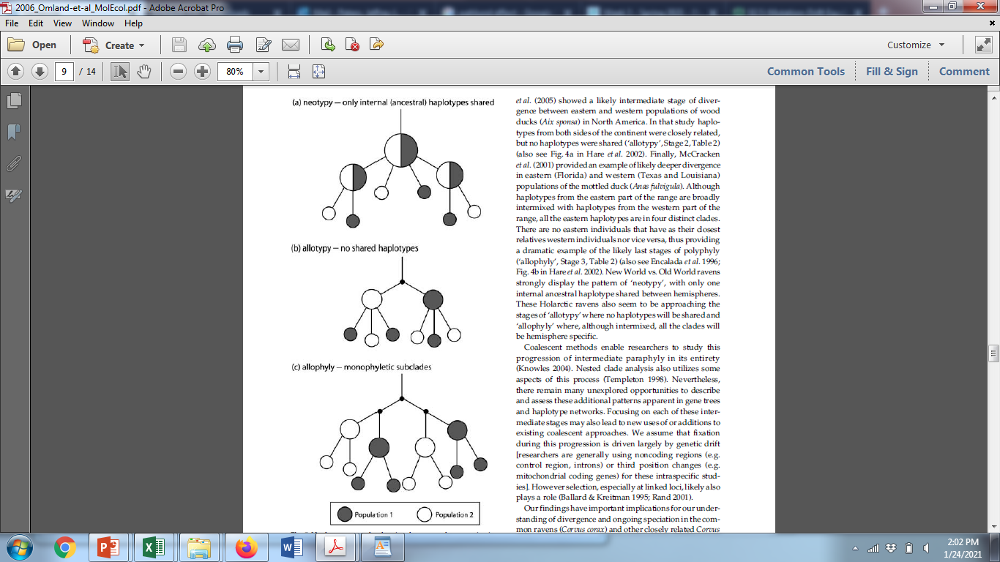 2006_Omland-et-al_MolEcol.pdf - Adobe Acrobat Pro
File Edit View Window Help
Open Create Customize
9 / 14 80% Common Tools Fill & Sign Comment
(a) neotypy — only internal (ancestral) haplotypes shared
(b) allotypy — no shared haplotypes
(c) allophyly — monophyletic subclades
Population 1 Population 2
et al. (2005) showed a likely intermediate stage of diver-
gence between eastern and western populations of wood
ducks (Aix sponsa) in North America. In that study haplo-
types from both sides of the continent were closely related,
but no haplotypes were shared (‘allotypy’, Stage 2, Table 2)
(also see Fig. 4a in Hare et al. 2002). Finally, McCracken
et al. (2001) provided an example of likely deeper divergence
in eastern (Florida) and western (Texas and Louisiana)
populations of the mottled duck (Anas fulvigula). Although
haplotypes from the eastern part of the range are broadly
intermixed with haplotypes from the western part of the
range, all the eastern haplotypes are in four distinct clades.
There are no eastern individuals that have as their closest
relatives western individuals nor vice versa, thus providing
a dramatic example of the likely last stages of polyphyly
(‘allophyly’, Stage 3, Table 2) (also see Encalada et al. 1996;
Fig. 4b in Hare et al. 2002). New World vs. Old World ravens
strongly display the pattern of ‘neotypy’, with only one
internal ancestral haplotype shared between hemispheres.
These Holarctic ravens also seem to be approaching the
stages of ‘allotypy’ where no haplotypes will be shared and
‘allophyly’ where, although intermixed, all the clades will
be hemisphere specific.
Coalescent methods enable researchers to study this
progression of intermediate paraphyly in its entirety
(Knowles 2004). Nested clade analysis also utilizes some
aspects of this process (Templeton 1998). Nevertheless,
there remain many unexplored opportunities to describe
and assess these additional patterns apparent in gene trees
and haplotype networks. Focusing on each of these inter-
mediate stages may also lead to new uses of or additions to
existing coalescent approaches. We assume that fixation
during this progression is driven largely by genetic drift
[researchers are generally using noncoding regions (e.g.
control region, introns) or third position changes (e.g.
mitochondrial coding genes) for these intraspecific stud-
ies]. However selection, especially at linked loci, likely also
plays a role (Ballard & Kreitman 1995; Rand 2001).
Our findings have important implications for our under-
standing of divergence and ongoing speciation in the com-
mon ravens (Corvus corax) and other closely related Corvus
2:02 PM
1/24/2021